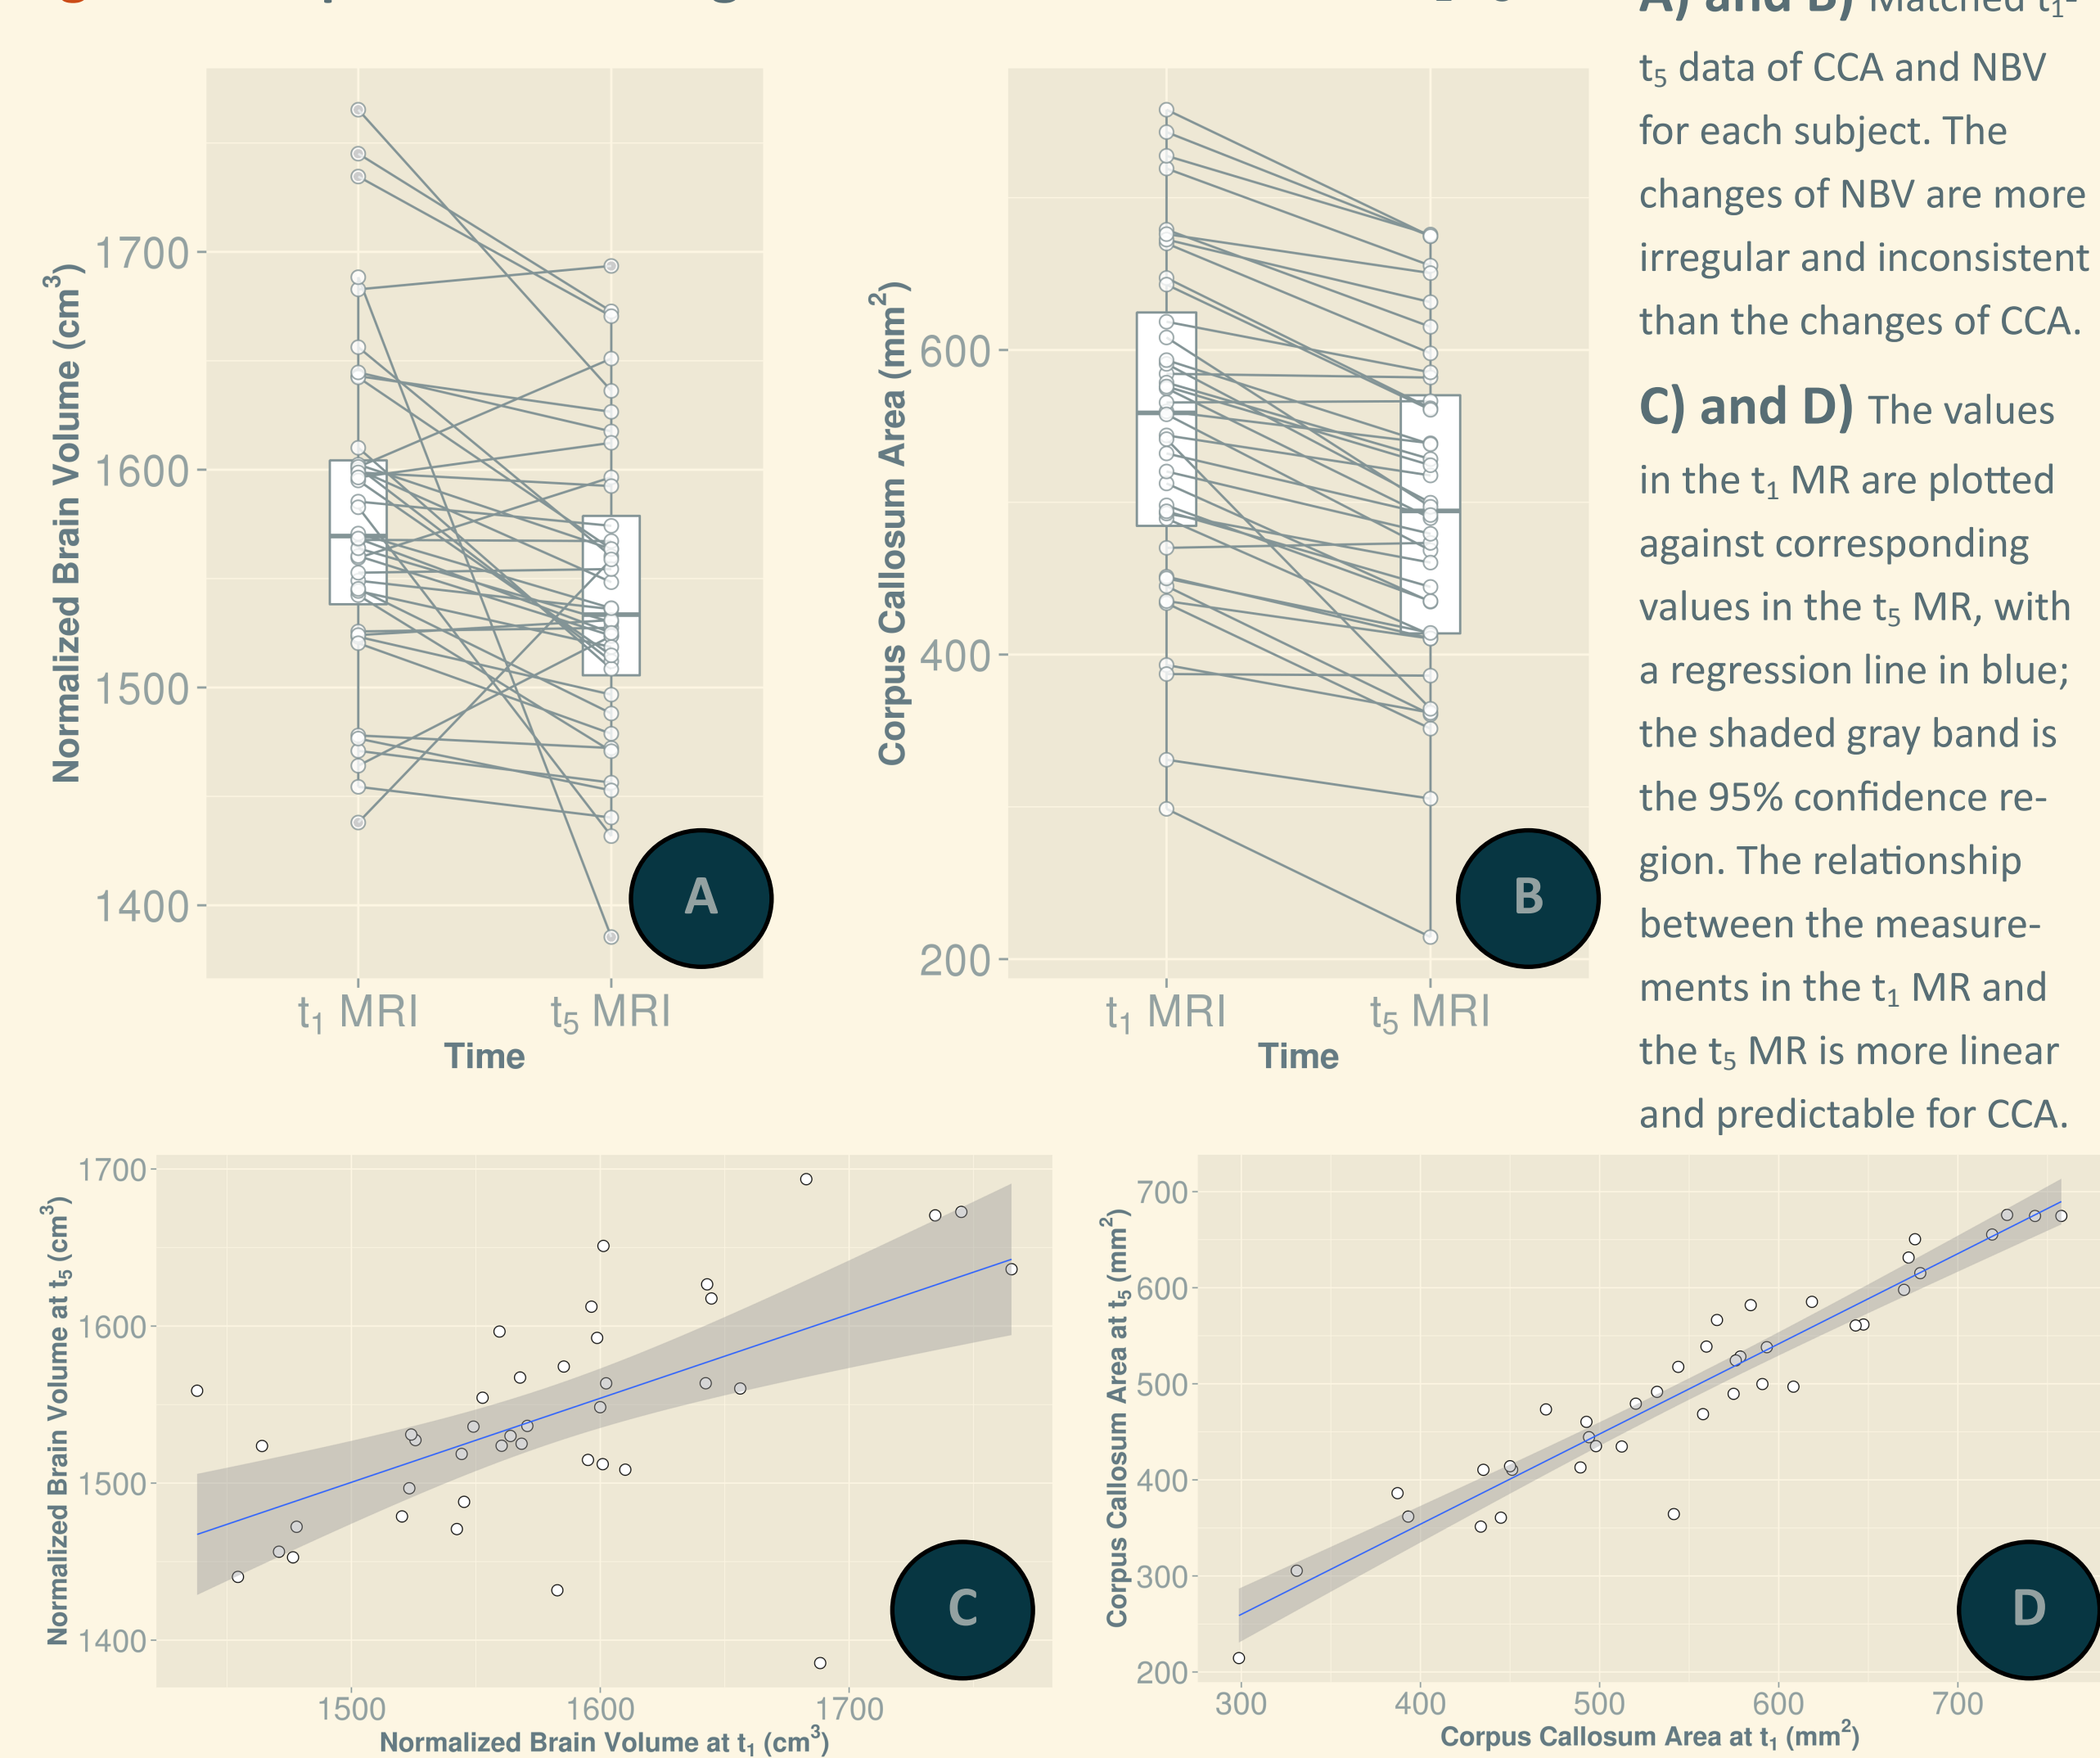 A) and B) Matched t₁-
t₅ data of CCA and NBV
for each subject. The
changes of NBV are more
irregular and inconsistent
than the changes of CCA.
C) and D) The values
in the t₁ MR are plotted
against corresponding
values in the t₅ MR, with
a regression line in blue;
the shaded gray band is
the 95% confidence re-
gion. The relationship
between the measure-
ments in the t₁ MR and
the t₅ MR is more linear
and predictable for CCA.
Normalized Brain Volume (cm³)
1700
1600
1500
1400
t₁ MRI t₅ MRI
Time
A
Corpus Callosum Area (mm²)
600
400
200
t₁ MRI t₅ MRI
Time
B
Normalized Brain Volume at t₅ (cm³)
1700
1600
1500
1400
1500 1600 1700
Normalized Brain Volume at t₁ (cm³)
C
Corpus Callosum Area at t₅ (mm²)
700
600
500
400
300
200
300 400 500 600 700
Corpus Callosum Area at t₁ (mm²)
D